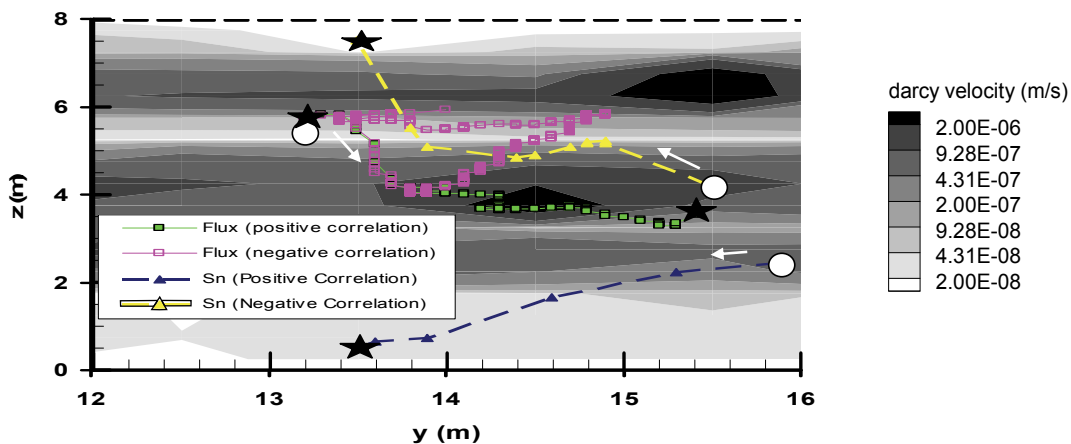 8
6
4
2
0
z(m)
12
13
14
15
16
y (m)
Flux (positive correlation)
Flux (negative correlation)
Sn (Positive Correlation)
Sn (Negative Correlation)
darcy velocity (m/s)
2.00E-06
9.28E-07
4.31E-07
2.00E-07
9.28E-08
4.31E-08
2.00E-08